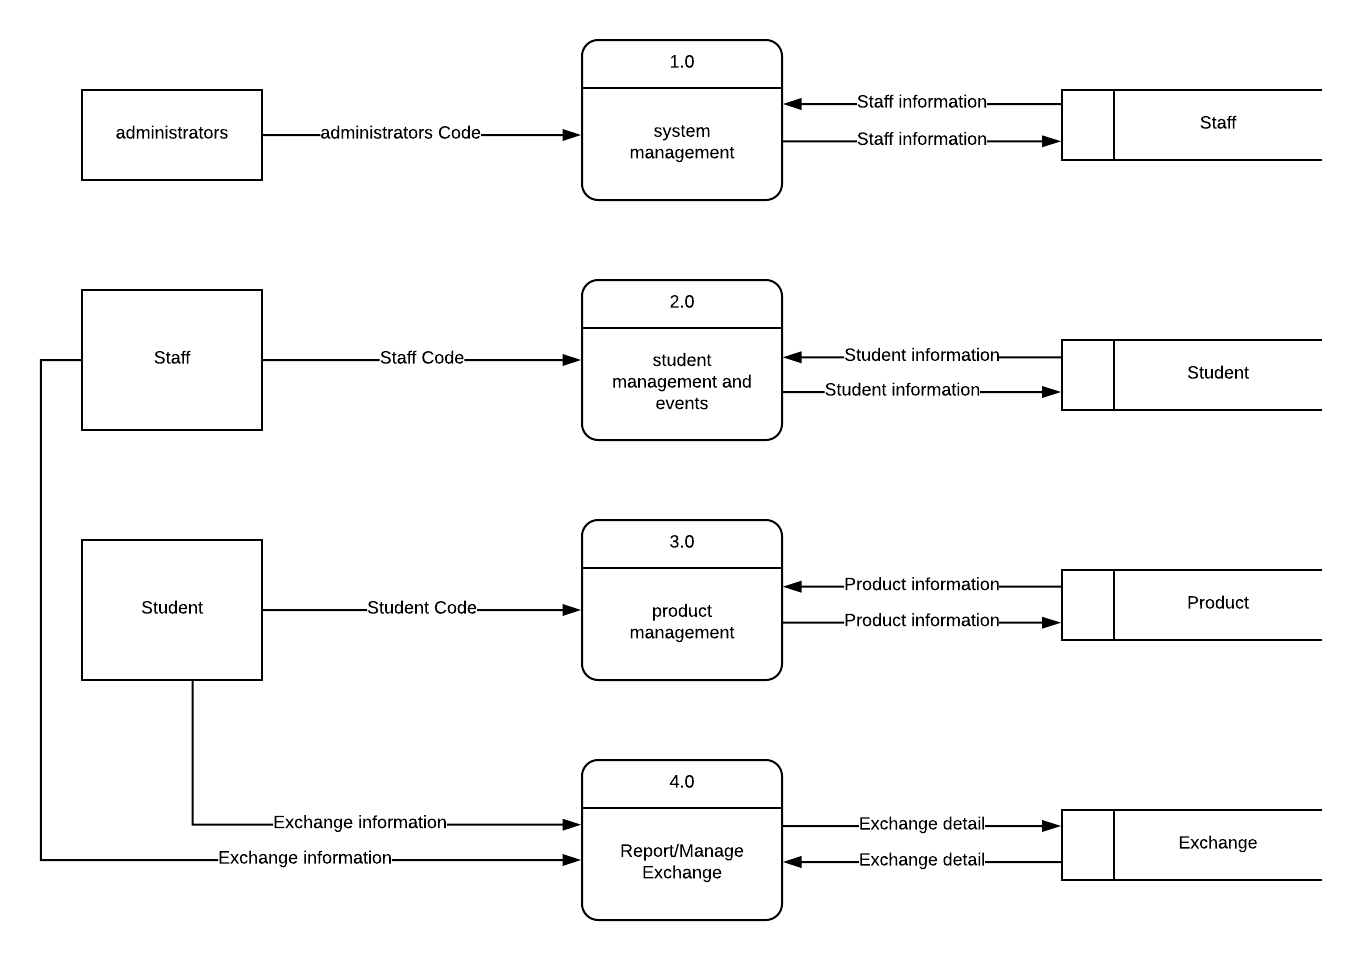 1.0
administrators
administrators Code
system
management
Staff information
Staff information
Staff
2.0
Staff
Staff Code
student
management and
events
Student information
Student information
Student
3.0
Student
Student Code
product
management
Product information
Product information
Product
4.0
Exchange information
Exchange information
Report/Manage
Exchange
Exchange detail
Exchange detail
Exchange